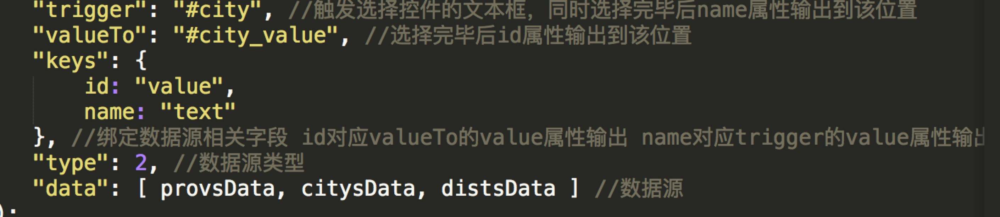 "trigger": "#city", //触发选择控件的文本框，同时选择完毕后name属性输出到该位置
"valueTo": "#city_value", //选择完毕后id属性输出到该位置
"keys": {
id: "value",
name: "text"
}, //绑定数据源相关字段 id对应valueTo的value属性输出 name对应trigger的value属性输出
"type": 2, //数据源类型
"data": [ provsData, citysData, distsData ] //数据源
);